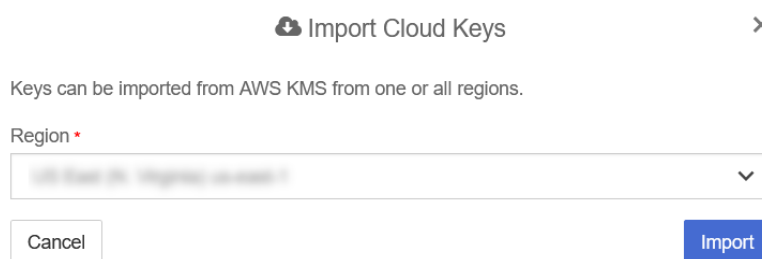 Import Cloud Keys
Keys can be imported from AWS KMS from one or all regions.
Region *
Cancel
Import